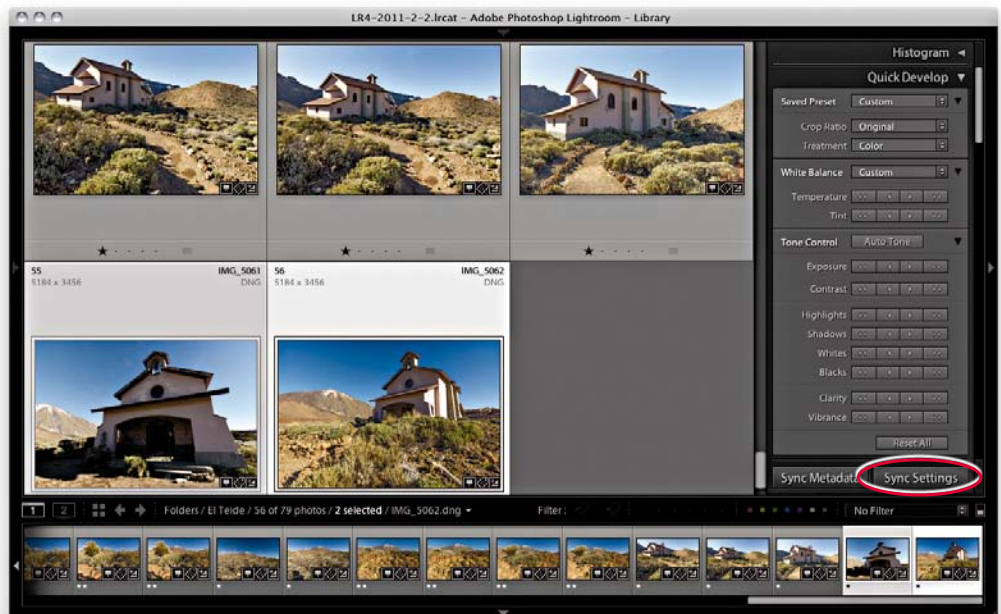 LR4-2011-2-2.lrcat - Adobe Photoshop Lightroom - Library
Histogram
Quick Develop
Saved Preset Custom
Crop Ratio Original
Treatment Color
White Balance Custom
Temperature
Tint
Tone Control Auto Tone
Exposure
Contrast
Highlights
Shadows
Whites
Blacks
Clarity
Vibrance
Reset All
55 IMG_5061
5184 x 3456 DNG
56 IMG_5062
5184 x 3456 DNG
Sync Metadata Sync Settings
1 2 Folders / El Teide / 56 of 79 photos / 2 selected / IMG_5062.dng Filter: No Filter